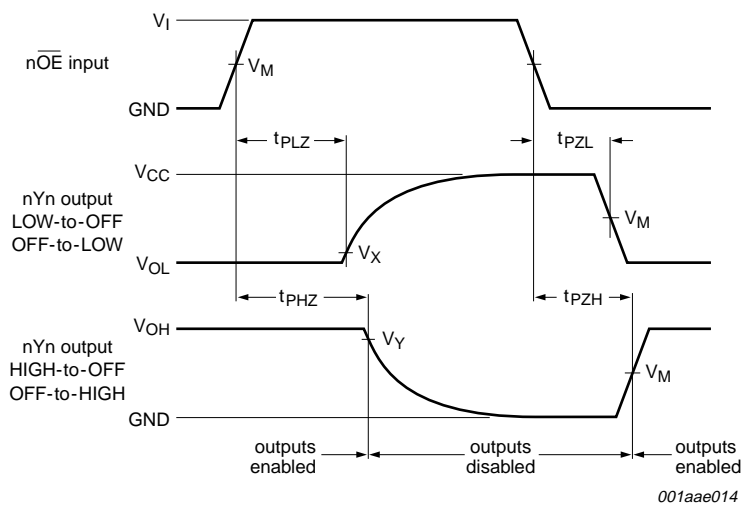 VI
nOE input
VM
GND
tPLZ
tPZL
VCC
nYn output
LOW-to-OFF
OFF-to-LOW
VM
VX
VOL
tPHZ
tPZH
VOH
nYn output
HIGH-to-OFF
OFF-to-HIGH
VY
VM
GND
outputs
enabled
outputs
disabled
outputs
enabled
001aae014